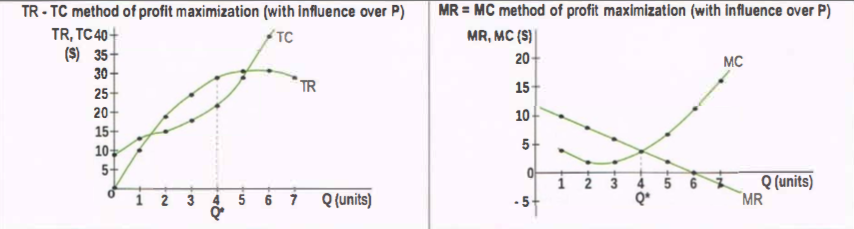 TR - TC method of profit maximization (with influence over P)
TR, TC
($)
40
35
30
25
20
15
10
5
0
TC
TR
1 2 3 4 5 6 7 Q (units)
Q*
MR = MC method of profit maximization (with influence over P)
MR, MC ($)
20
15
10
5
0
- 5
MC
1 2 3 4 5 6 7 Q (units)
Q*
MR